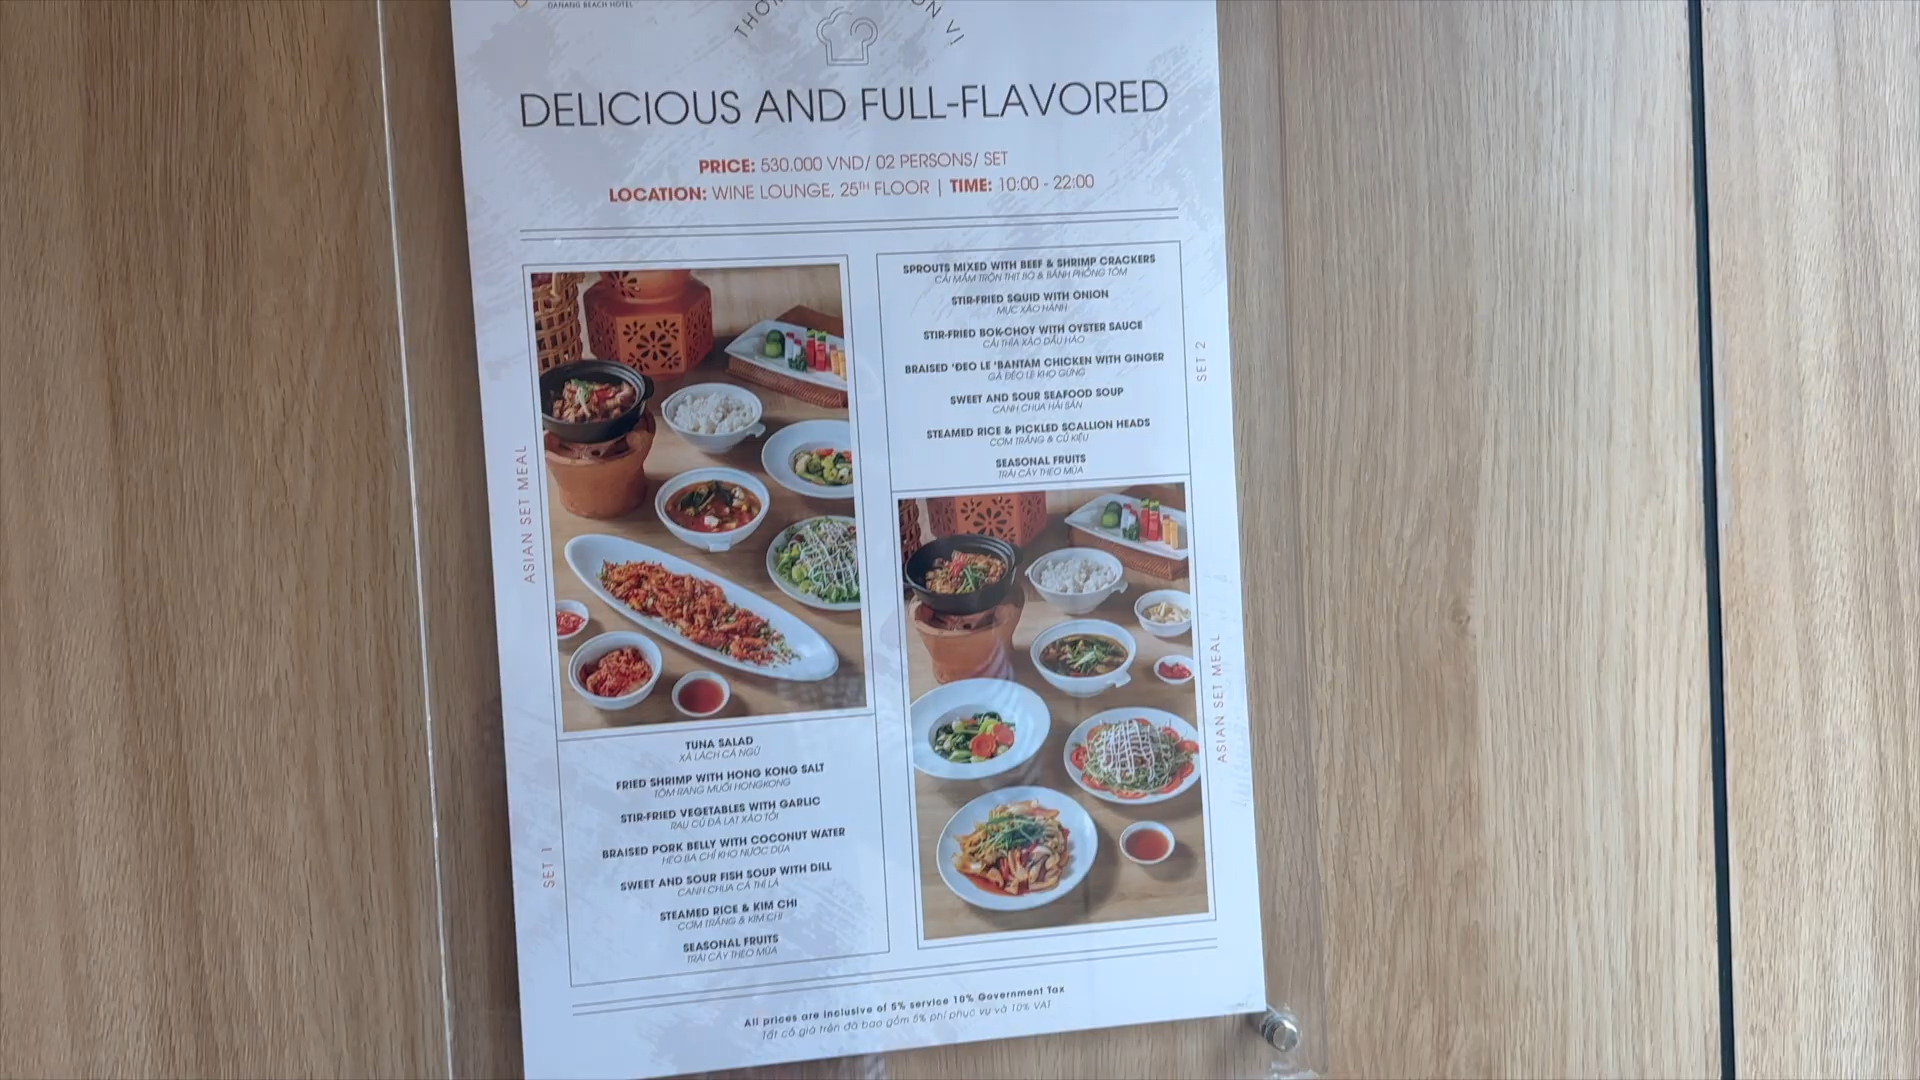 DANANG BEACH HOTEL
DELICIOUS AND FULL-FLAVORED
PRICE: 530.000 VND/ 02 PERSONS/ SET
LOCATION: WINE LOUNGE, 25TH FLOOR | TIME: 10:00 - 22:00
ASIAN SET MEAL
SET 1
TUNA SALAD
XÀ LÁCH CÁ NGỪ
FRIED SHRIMP WITH HONG KONG SALT
TÔM RANG MUỐI HONGKONG
STIR-FRIED VEGETABLES WITH GARLIC
RAU CỦ ĐÀ LẠT XÀO TỎI
BRAISED PORK BELLY WITH COCONUT WATER
HEO BA CHỈ KHO NƯỚC DỪA
SWEET AND SOUR FISH SOUP WITH DILL
CANH CHUA CÁ THÌ LÀ
STEAMED RICE & KIM CHI
CƠM TRẮNG & KIM CHI
SEASONAL FRUITS
TRÁI CÂY THEO MÙA
SPROUTS MIXED WITH BEEF & SHRIMP CRACKERS
CẢI MẦM TRỘN THỊT BÒ & BÁNH PHỒNG TÔM
STIR-FRIED SQUID WITH ONION
MỰC XÀO HÀNH
STIR-FRIED BOK-CHOY WITH OYSTER SAUCE
CẢI THÌA XÀO DẦU HÀO
BRAISED 'ĐEO LE 'BANTAM CHICKEN WITH GINGER
GÀ ĐÈO LE KHO GỪNG
SWEET AND SOUR SEAFOOD SOUP
CANH CHUA HẢI SẢN
STEAMED RICE & PICKLED SCALLION HEADS
CƠM TRẮNG & CỦ KIỆU
SEASONAL FRUITS
TRÁI CÂY THEO MÙA
SET 2
ASIAN SET MEAL
All prices are inclusive of 5% service 10% Government Tax
Tất cả giá trên đã bao gồm 5% phí phục vụ và 10% VAT